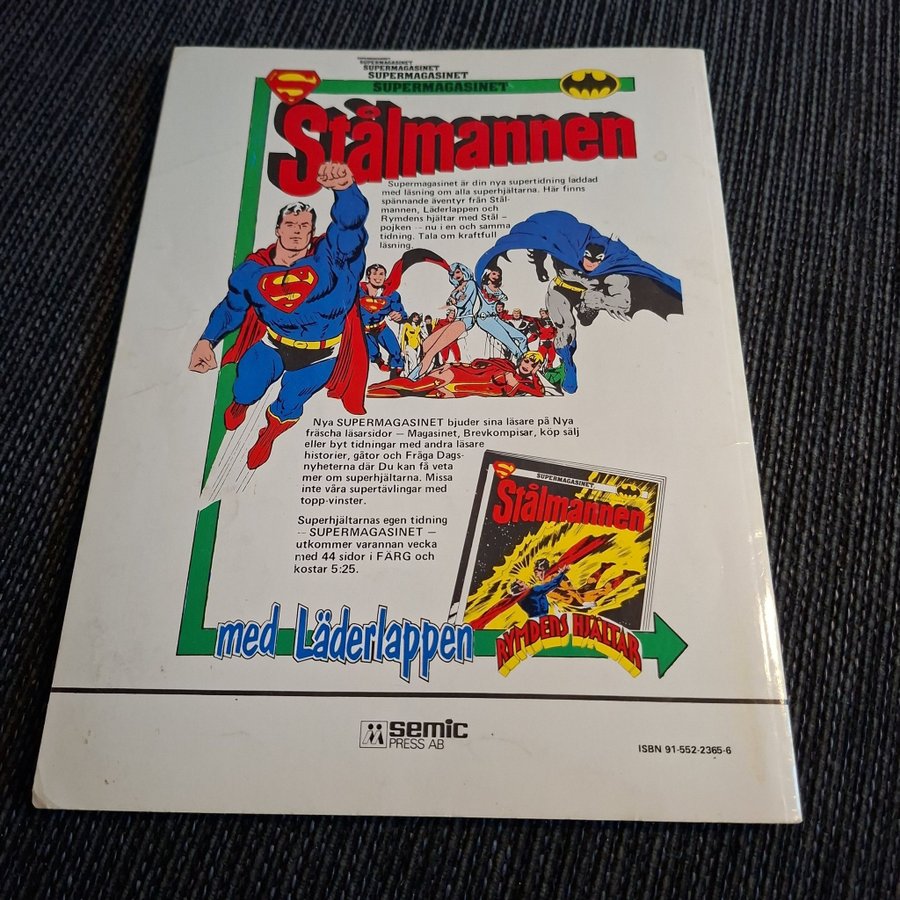 SUPERMAGASINET
SUPERMAGASINET
SUPERMAGASINET
SUPERMAGASINET
SUPERMAGASINET
Stålmannen
Supermagasinet är din nya supertidning laddad
med läsning om alla superhjältarna. Här finns
spännande äventyr från Stål-
mannen, Läderlappen och
Rymdens hjältar med Stål -
pojken - nu i en och samma
tidning. Tala om kraftfull
läsning.
Nya SUPERMAGASINET bjuder sina läsare på Nya
fräscha läsarsidor — Magasinet, Brevkompisar, köp sälj
eller byt tidningar med andra läsare
historier, gåtor och Fråga Dags-
nyheterna där Du kan få veta
mer om superhjältarna. Missa
inte våra supertävlingar med
topp-vinster.
Superhjältarnas egen tidning
— SUPERMAGASINET —
utkommer varannan vecka
med 44 sidor i FÄRG och
kostar 5:25.
SUPERMAGASINET
Stålmannen
RYMDENS HJÄLTAR
med Läderlappen
semic
PRESS AB
ISBN 91-552-2365-6